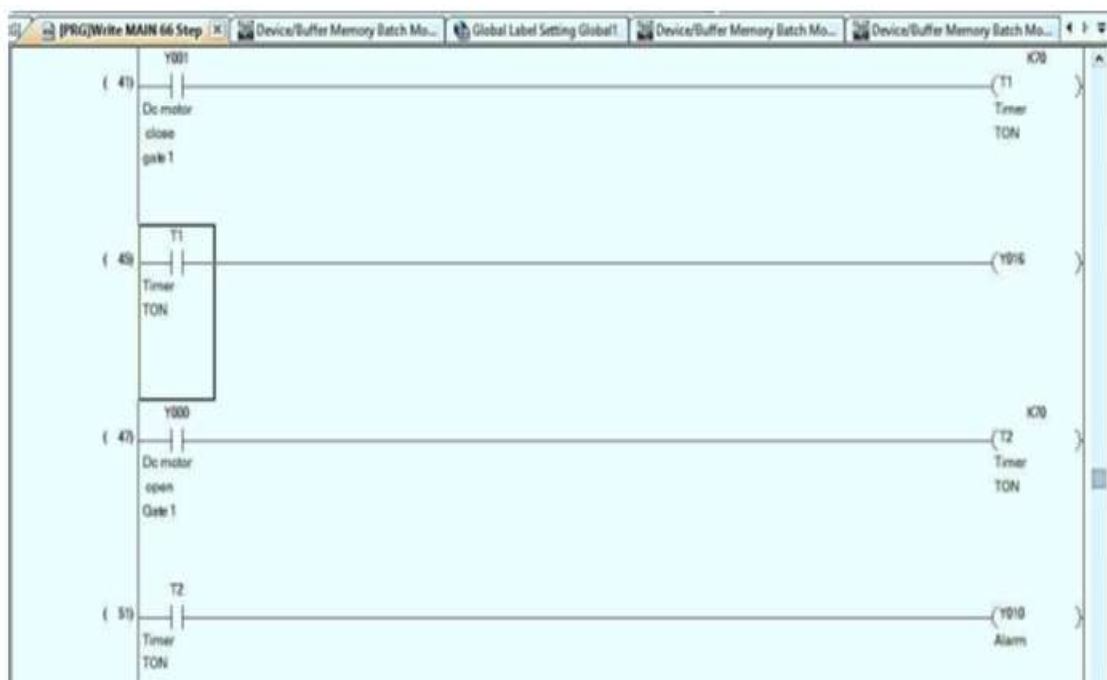 [PRG]Write MAIN 66 Step
Device/Buffer Memory Batch Mo...
Global Label Setting Global1
Device/Buffer Memory Batch Mo...
Device/Buffer Memory Batch Mo...
Y001
K70
( 41)
(T1
)
Dc motor
close
gate 1
Timer
TON
T1
( 45)
(Y016
)
Timer
TON
Y000
K70
( 47)
(T2
)
Dc motor
open
Gate 1
Timer
TON
T2
( 51)
(Y010
)
Timer
TON
Alarm